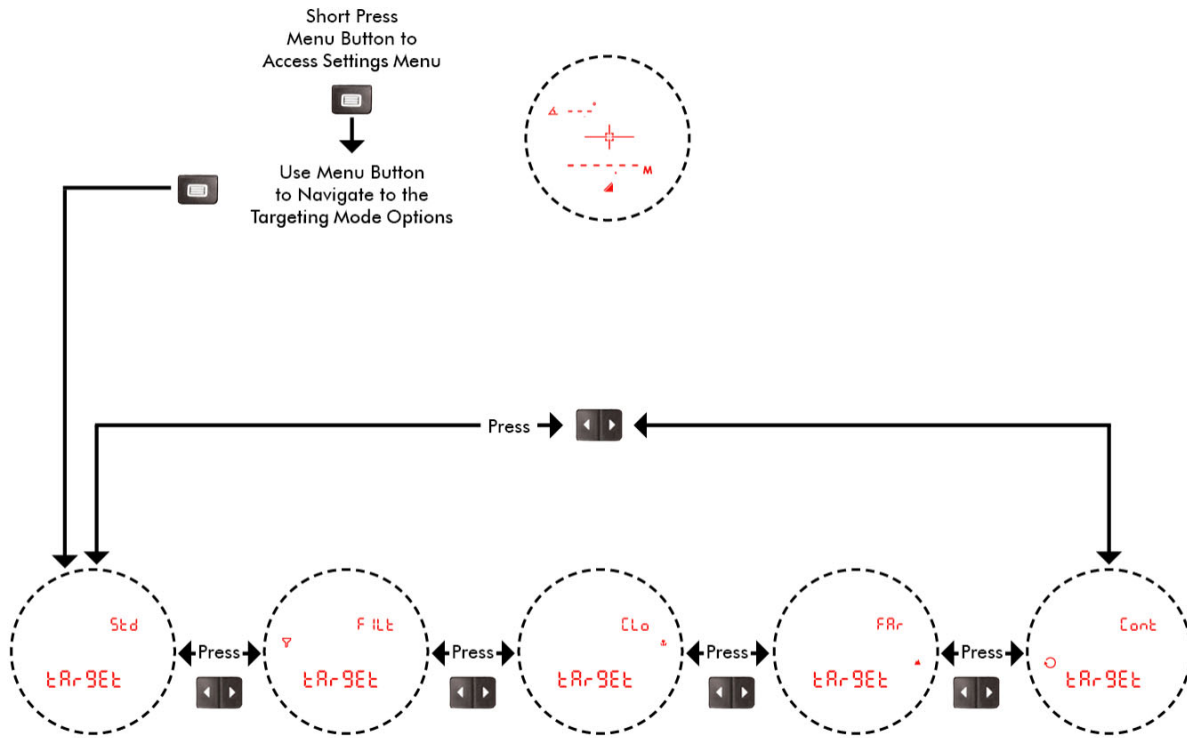 Short Press
Menu Button to
Access Settings Menu
Use Menu Button
to Navigate to the
Targeting Mode Options
M
Press
Std
tArgEt
Press
FILt
tArgEt
Press
CLo
tArgEt
Press
FAr
tArgEt
Press
Cont
tArgEt